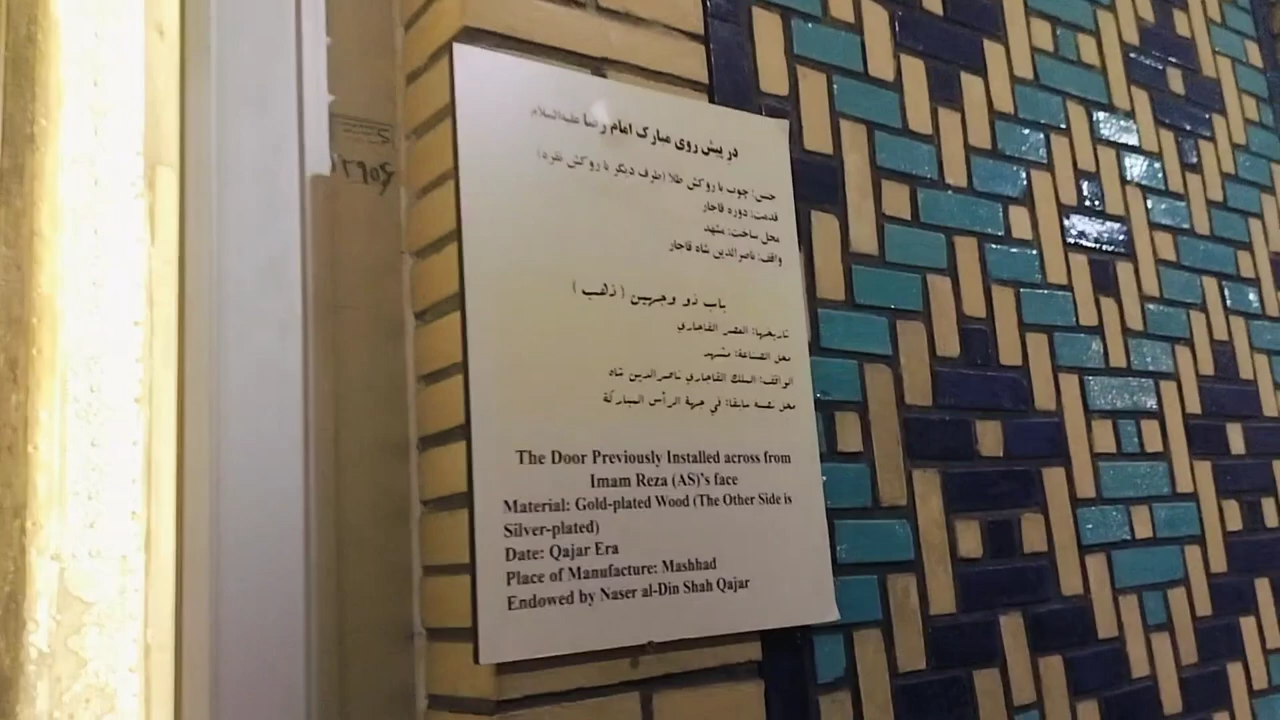 در پیش روی مبارک امام رضا علیه‌السلام
جنس: چوب با روکش طلا (طرف دیگر با روکش نقره)
قدمت: دوره قاجار
محل ساخت: مشهد
واقف: ناصرالدین شاه قاجار
باب ذو وجهین (ذهب)
تاریخها: العصر القاجاري
محل الصناعة: مشهد
الواقف: الملك القاجاري ناصرالدین شاه
محل نصبه سابقا: في جهة الرأس المباركة
The Door Previously Installed across from
Imam Reza (AS)'s face
Material: Gold-plated Wood (The Other Side is
Silver-plated)
Date: Qajar Era
Place of Manufacture: Mashhad
Endowed by Naser al-Din Shah Qajar